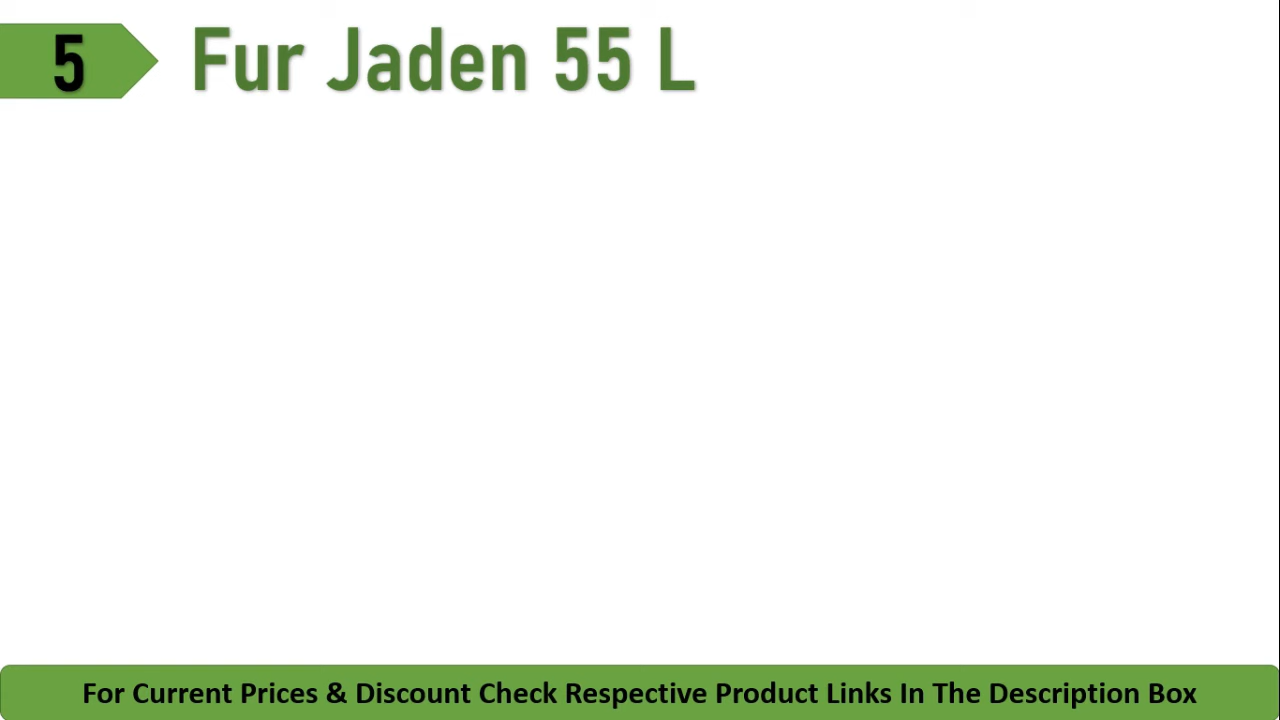 5
Fur Jaden 55 L
For Current Prices & Discount Check Respective Product Links In The Description Box